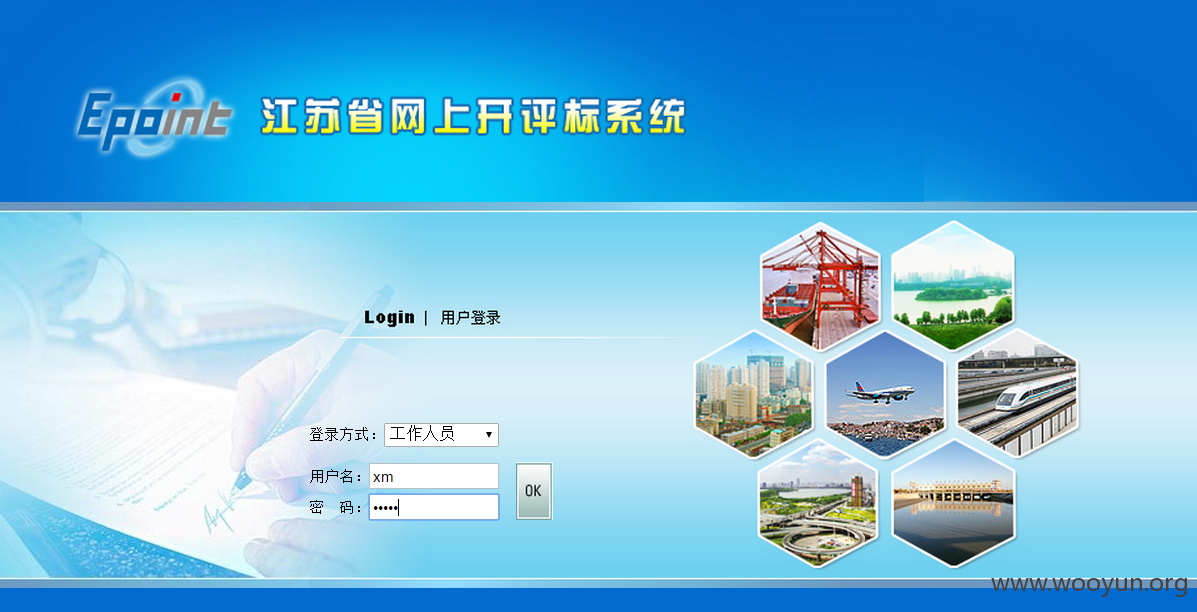 Epoint 江苏省网上开评标系统
Login | 用户登录
登录方式： 工作人员
用户名： xm
密 码： •••••
OK
www.wooyun.org